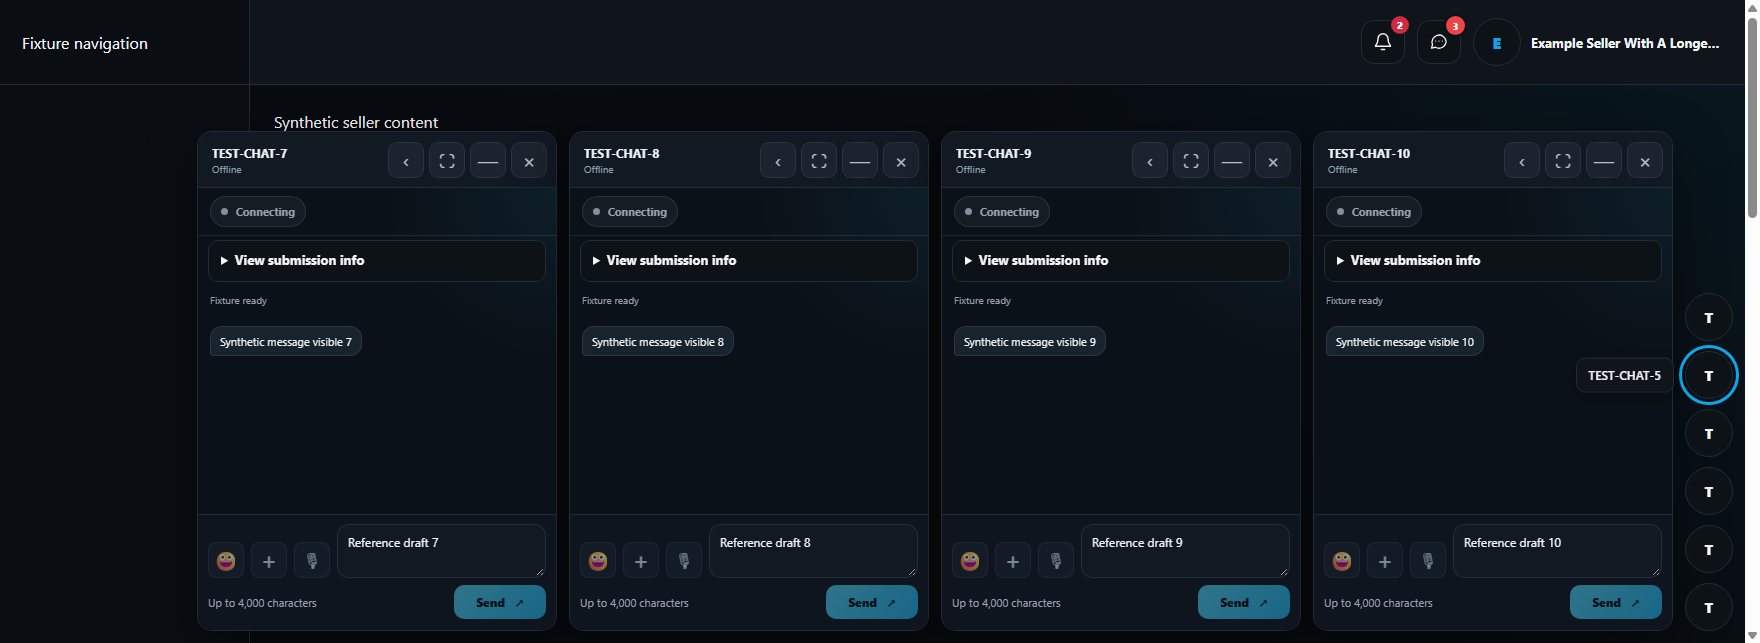 Fixture navigation
2
3
E
Example Seller With A Longe...
Synthetic seller content
TEST-CHAT-7
Offline
Connecting
View submission info
Fixture ready
Synthetic message visible 7
Reference draft 7
Up to 4,000 characters
Send
TEST-CHAT-8
Offline
Connecting
View submission info
Fixture ready
Synthetic message visible 8
Reference draft 8
Up to 4,000 characters
Send
TEST-CHAT-9
Offline
Connecting
View submission info
Fixture ready
Synthetic message visible 9
Reference draft 9
Up to 4,000 characters
Send
TEST-CHAT-10
Offline
Connecting
View submission info
Fixture ready
Synthetic message visible 10
Reference draft 10
Up to 4,000 characters
Send
T
TEST-CHAT-5
T
T
T
T
T